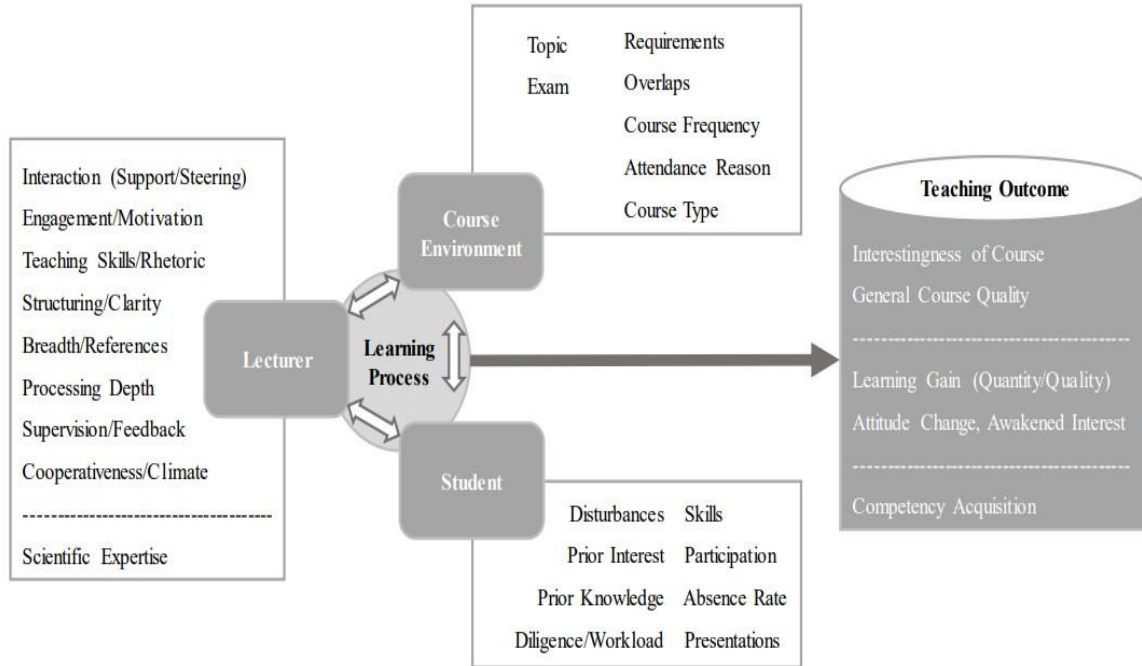 Topic
Exam
Requirements
Overlaps
Course Frequency
Attendance Reason
Course Type
Course
Environment
Interaction (Support/Steering)
Engagement/Motivation
Teaching Skills/Rhetoric
Structuring/Clarity
Breadth/References
Processing Depth
Supervision/Feedback
Cooperativeness/Climate
Scientific Expertise
Lecturer
Learning
Process
Student
Disturbances
Prior Interest
Prior Knowledge
Diligence/Workload
Skills
Participation
Absence Rate
Presentations
Teaching Outcome
Interestingness of Course
General Course Quality
Learning Gain (Quantity/Quality)
Attitude Change, Awakened Interest
Competency Acquisition